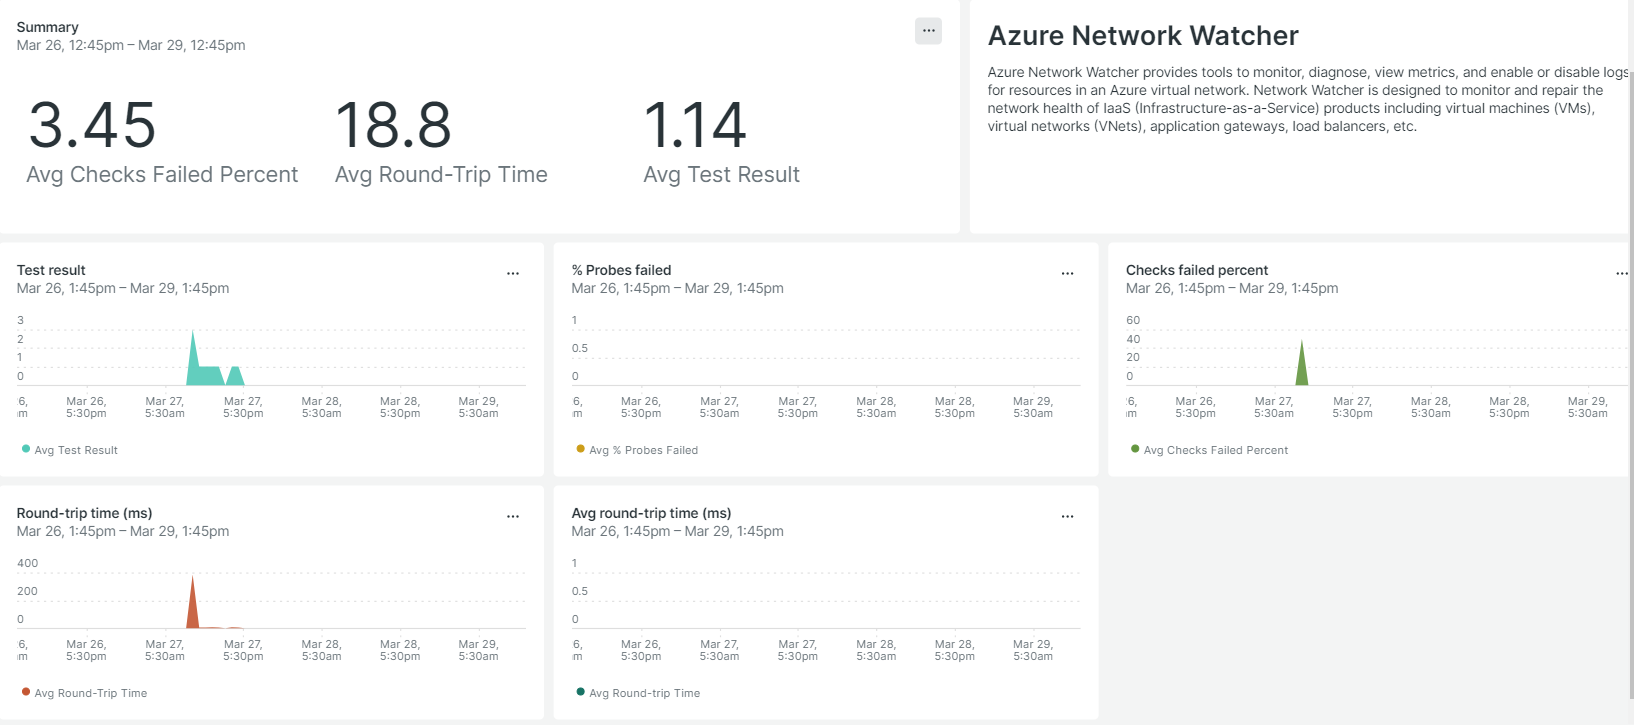 Summary
Mar 26, 12:45pm – Mar 29, 12:45pm
...
3.45
Avg Checks Failed Percent
18.8
Avg Round-Trip Time
1.14
Avg Test Result
Azure Network Watcher
Azure Network Watcher provides tools to monitor, diagnose, view metrics, and enable or disable logs
for resources in an Azure virtual network. Network Watcher is designed to monitor and repair the
network health of IaaS (Infrastructure-as-a-Service) products including virtual machines (VMs),
virtual networks (VNets), application gateways, load balancers, etc.
Test result
...
Mar 26, 1:45pm – Mar 29, 1:45pm
3
2
1
0
6, Mar 26, Mar 27, Mar 27, Mar 28, Mar 28, Mar 29,
m 5:30pm 5:30am 5:30pm 5:30am 5:30pm 5:30am
Avg Test Result
% Probes failed
...
Mar 26, 1:45pm – Mar 29, 1:45pm
1
0.5
0
6, Mar 26, Mar 27, Mar 27, Mar 28, Mar 28, Mar 29,
m 5:30pm 5:30am 5:30pm 5:30am 5:30pm 5:30am
Avg % Probes Failed
Checks failed percent
...
Mar 26, 1:45pm – Mar 29, 1:45pm
60
40
20
0
6, Mar 26, Mar 27, Mar 27, Mar 28, Mar 28, Mar 29,
m 5:30pm 5:30am 5:30pm 5:30am 5:30pm 5:30am
Avg Checks Failed Percent
Round-trip time (ms)
...
Mar 26, 1:45pm – Mar 29, 1:45pm
400
200
0
6, Mar 26, Mar 27, Mar 27, Mar 28, Mar 28, Mar 29,
m 5:30pm 5:30am 5:30pm 5:30am 5:30pm 5:30am
Avg Round-Trip Time
Avg round-trip time (ms)
...
Mar 26, 1:45pm – Mar 29, 1:45pm
1
0.5
0
6, Mar 26, Mar 27, Mar 27, Mar 28, Mar 28, Mar 29,
m 5:30pm 5:30am 5:30pm 5:30am 5:30pm 5:30am
Avg Round-trip Time